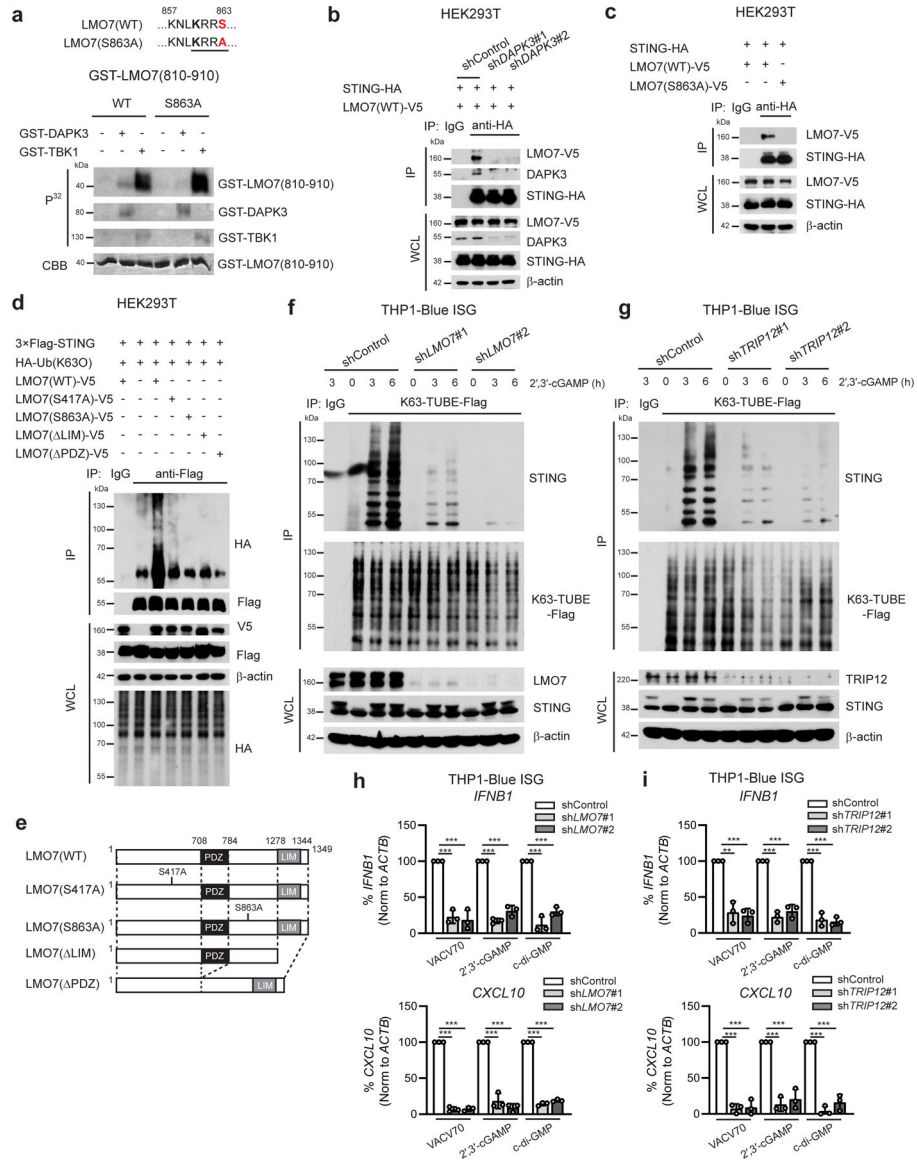 a
857 863
LMO7(WT) ...KNLKRRS...
LMO7(S863A) ...KNLKRRA...
GST-LMO7(810-910)
WT S863A
GST-DAPK3 - + - - + -
GST-TBK1 - - + - - +
kDa
P32
40 GST-LMO7(810-910)
80 GST-DAPK3
130 GST-TBK1
CBB 40 GST-LMO7(810-910)
b
HEK293T
shControl shDAPK3#1 shDAPK3#2
STING-HA + + + +
LMO7(WT)-V5 + + + +
IP: IgG anti-HA
kDa
IP
160 LMO7-V5
55 DAPK3
38 STING-HA
WCL
160 LMO7-V5
55 DAPK3
38 STING-HA
42 β-actin
c
HEK293T
STING-HA + + +
LMO7(WT)-V5 + + -
LMO7(S863A)-V5 - - +
IP: IgG anti-HA
kDa
IP
160 LMO7-V5
38 STING-HA
WCL
160 LMO7-V5
38 STING-HA
42 β-actin
d
HEK293T
3×Flag-STING + + + + + + +
HA-Ub(K63O) + + + + + + +
LMO7(WT)-V5 + - + - - - -
LMO7(S417A)-V5 - - - + - - -
LMO7(S863A)-V5 - - - - + - -
LMO7(ΔLIM)-V5 - - - - - + -
LMO7(ΔPDZ)-V5 - - - - - - +
IP: IgG anti-Flag
kDa
IP
130
100
70 HA
55
55 Flag
WCL
160 V5
38 Flag
42 β-actin
130
100
70 HA
55
e
708 784 1278 1344
LMO7(WT) 1 PDZ LIM 1349
S417A
LMO7(S417A) 1 PDZ LIM
S863A
LMO7(S863A) 1 PDZ LIM
LMO7(ΔLIM) 1 PDZ
LMO7(ΔPDZ) 1 LIM
f
THP1-Blue ISG
shControl shLMO7#1 shLMO7#2
3 0 3 6 0 3 6 0 3 6 2',3'-cGAMP (h)
IP: IgG K63-TUBE-Flag
kDa
IP
130
100
70 STING
55
130
100
70 K63-TUBE
-Flag
55
WCL
160 LMO7
38 STING
42 β-actin
g
THP1-Blue ISG
shControl shTRIP12#1 shTRIP12#2
3 0 3 6 0 3 6 0 3 6 2',3'-cGAMP (h)
IP: IgG K63-TUBE-Flag
kDa
IP
130
100
70 STING
55
130
100
70 K63-TUBE
-Flag
55
WCL
220 TRIP12
38 STING
42 β-actin
h
THP1-Blue ISG
IFNB1
shControl
shLMO7#1
shLMO7#2
% IFNB1
(Norm to ACTB)
150
100
50
0
*** *** ***
*** *** ***
VACV70 2',3'-cGAMP c-di-GMP
CXCL10
shControl
shLMO7#1
shLMO7#2
% CXCL10
(Norm to ACTB)
150
100
50
0
*** *** ***
*** *** ***
VACV70 2',3'-cGAMP c-di-GMP
i
THP1-Blue ISG
IFNB1
shControl
shTRIP12#1
shTRIP12#2
% IFNB1
(Norm to ACTB)
150
100
50
0
*** *** ***
** *** ***
VACV70 2',3'-cGAMP c-di-GMP
CXCL10
shControl
shTRIP12#1
shTRIP12#2
% CXCL10
(Norm to ACTB)
150
100
50
0
*** *** ***
*** *** ***
VACV70 2',3'-cGAMP c-di-GMP